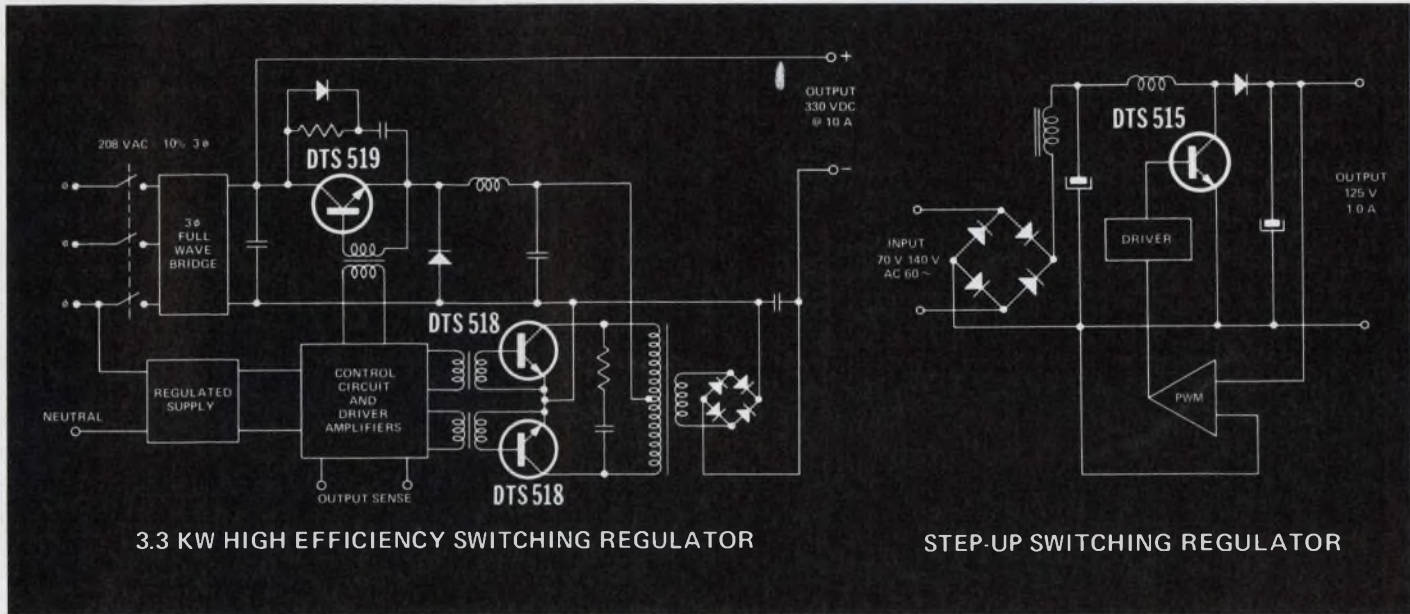 208 VAC 10% 3ø
ø
ø
ø
3ø
FULL
WAVE
BRIDGE
DTS 519
+
OUTPUT
330 VDC
@ 10 A
−
DTS 518
REGULATED
SUPPLY
NEUTRAL
CONTROL
CIRCUIT
AND
DRIVER
AMPLIFIERS
OUTPUT SENSE
DTS 518
3.3 KW HIGH EFFICIENCY SWITCHING REGULATOR
DTS 515
INPUT
70 V 140 V
AC 60~
DRIVER
OUTPUT
125 V
1.0 A
PWM
STEP-UP SWITCHING REGULATOR